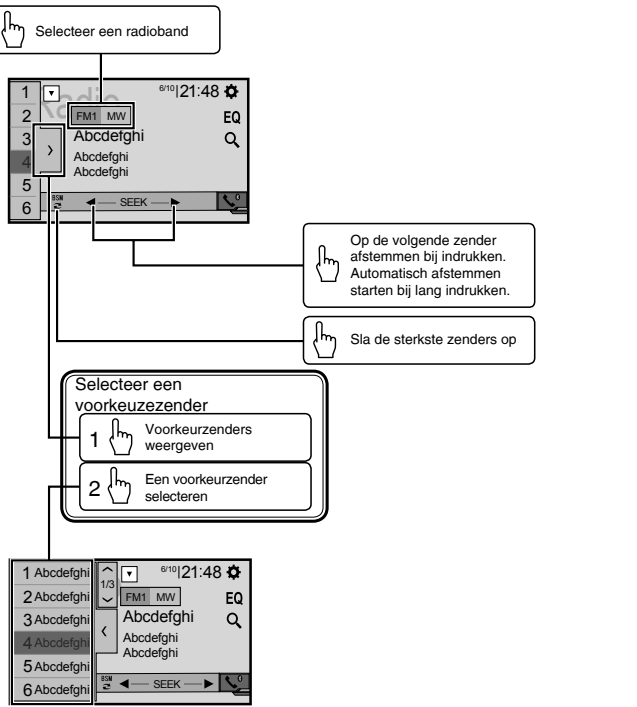 Selecteer een radioband
1
2
3
4
5
6
Radio
6/10|21:48
FM1 MW
EQ
Abcdefghi
Abcdefghi
Abcdefghi
BSM
SEEK
Op de volgende zender
afstemmen bij indrukken.
Automatisch afstemmen
starten bij lang indrukken.
Sla de sterkste zenders op
Selecteer een
voorkeuzezender
1 Voorkeurzenders
weergeven
2 Een voorkeurzender
selecteren
1 Abcdefghi
2 Abcdefghi
3 Abcdefghi
4 Abcdefghi
5 Abcdefghi
6 Abcdefghi
1/3
6/10|21:48
FM1 MW
EQ
Abcdefghi
Abcdefghi
Abcdefghi
BSM
SEEK